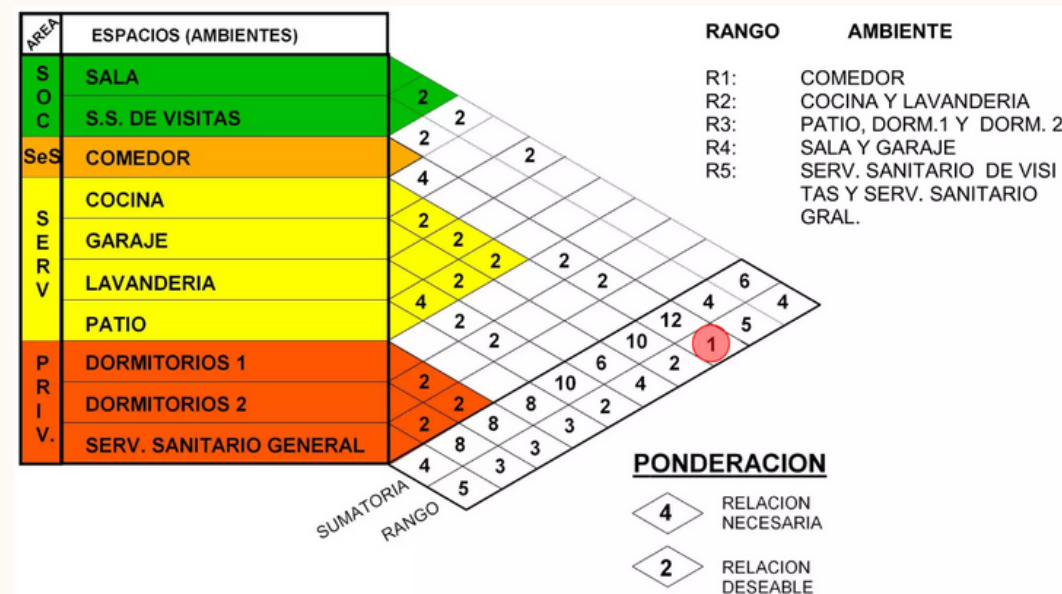 AREA
ESPACIOS (AMBIENTES)
RANGO AMBIENTE
SOC
SALA
S.S. DE VISITAS
SeS
COMEDOR
SERV
COCINA
GARAJE
LAVANDERIA
PATIO
PRIV.
DORMITORIOS 1
DORMITORIOS 2
SERV. SANITARIO GENERAL
R1: COMEDOR
R2: COCINA Y LAVANDERIA
R3: PATIO, DORM.1 Y DORM. 2
R4: SALA Y GARAJE
R5: SERV. SANITARIO DE VISI
TAS Y SERV. SANITARIO
GRAL.
2
2
2
2
4
2
2
2 2
2 2
4
2
2
2
2
2
6
4 4
12 5
10 1
6 2
10 4
8 2
8 3
8 3
4 3
5
SUMATORIA
RANGO
PONDERACION
4 RELACION
NECESARIA
2 RELACION
DESEABLE